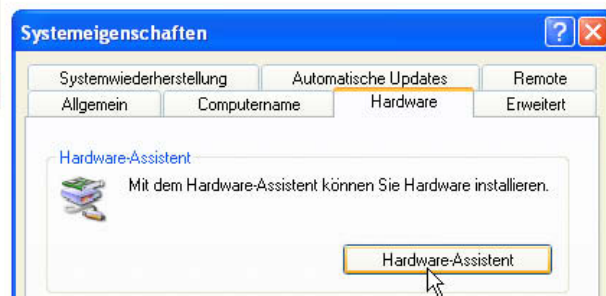 Systemeigenschaften
Systemwiederherstellung Automatische Updates Remote
Allgemein Computername Hardware Erweitert
Hardware-Assistent
Mit dem Hardware-Assistent können Sie Hardware installieren.
Hardware-Assistent